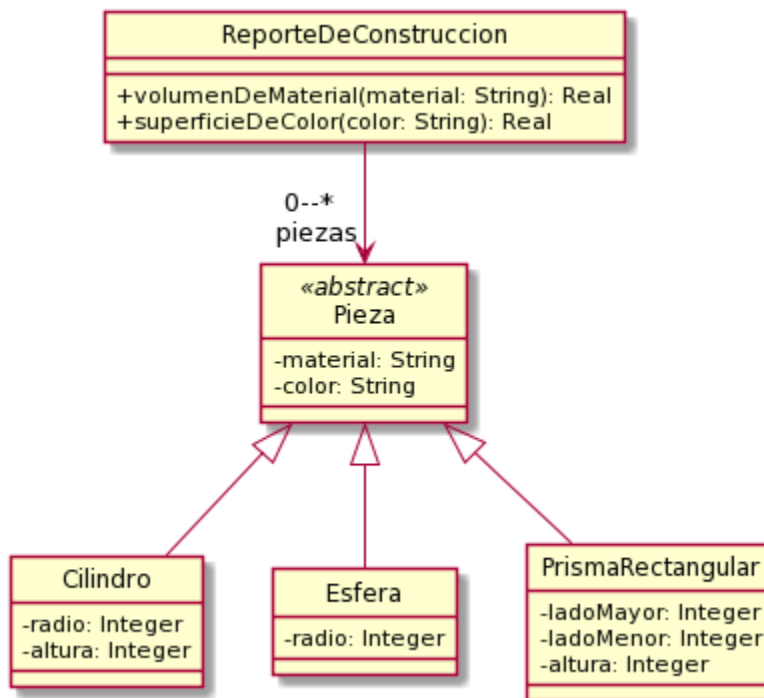 ReporteDeConstruccion
+volumenDeMaterial(material: String): Real
+superficieDeColor(color: String): Real
0--*
piezas
«abstract»
Pieza
-material: String
-color: String
Cilindro
-radio: Integer
-altura: Integer
Esfera
-radio: Integer
PrismaRectangular
-ladoMayor: Integer
-ladoMenor: Integer
-altura: Integer